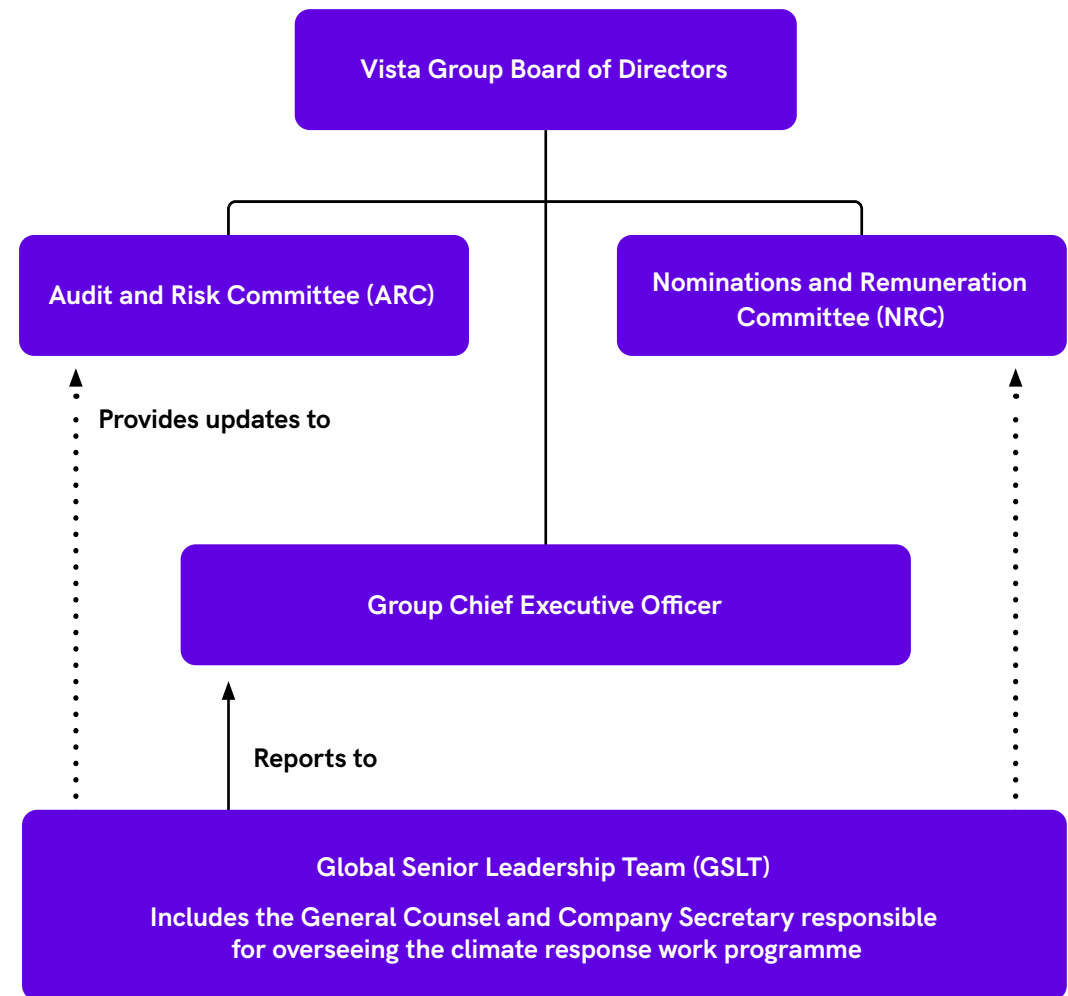 Vista Group Board of Directors
Audit and Risk Committee (ARC)
Nominations and Remuneration
Committee (NRC)
Provides updates to
Group Chief Executive Officer
Reports to
Global Senior Leadership Team (GSLT)
Includes the General Counsel and Company Secretary responsible
for overseeing the climate response work programme